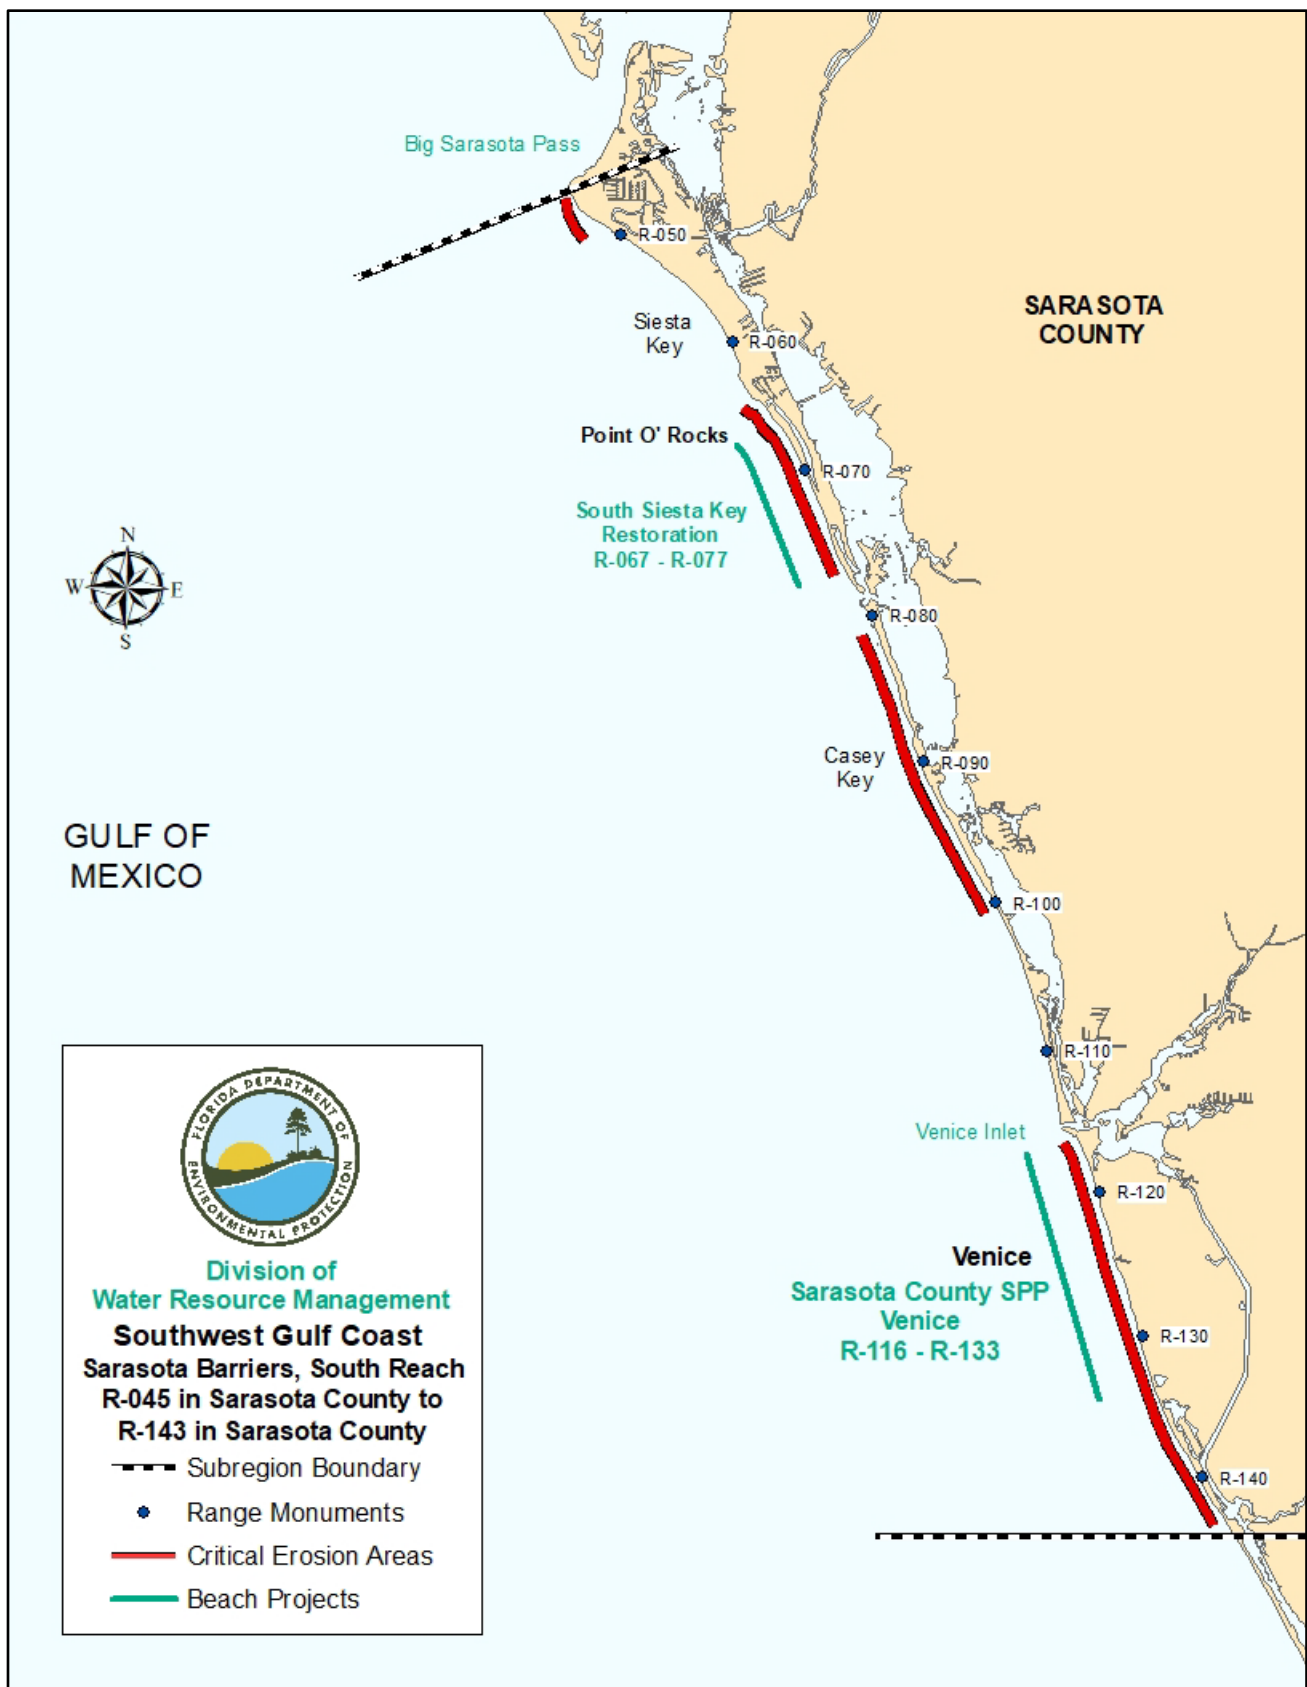 Big Sarasota Pass
R-050
SARASOTA
COUNTY
Siesta
Key
R-060
Point O' Rocks
R-070
South Siesta Key
Restoration
R-067 - R-077
N
W
E
S
R-080
Casey
Key
R-090
GULF OF
MEXICO
R-100
R-110
Venice Inlet
R-120
Venice
Sarasota County SPP
Venice
R-116 - R-133
R-130
R-140
FLORIDA DEPARTMENT OF
ENVIRONMENTAL PROTECTION
Division of
Water Resource Management
Southwest Gulf Coast
Sarasota Barriers, South Reach
R-045 in Sarasota County to
R-143 in Sarasota County
Subregion Boundary
Range Monuments
Critical Erosion Areas
Beach Projects